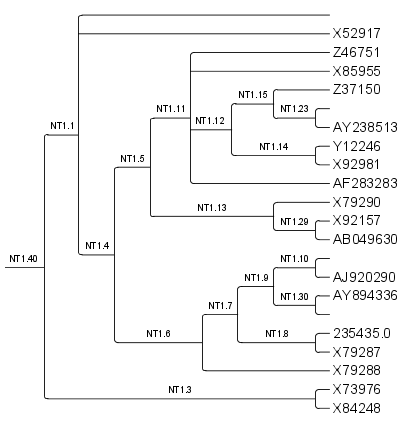 X52917
Z46751
X85955
NT1.15 Z37150
NT1.11 NT1.23
NT1.1 NT1.12 AY238513
Y12246
NT1.14
NT1.5 X92981
AF283283
X79290
NT1.13
NT1.29 X92157
NT1.4 AB049630
NT1.40 NT1.10
NT1.9 AJ920290
NT1.30 AY894336
NT1.7
NT1.6 NT1.8 235435.0
X79287
X79288
NT1.3 X73976
X84248